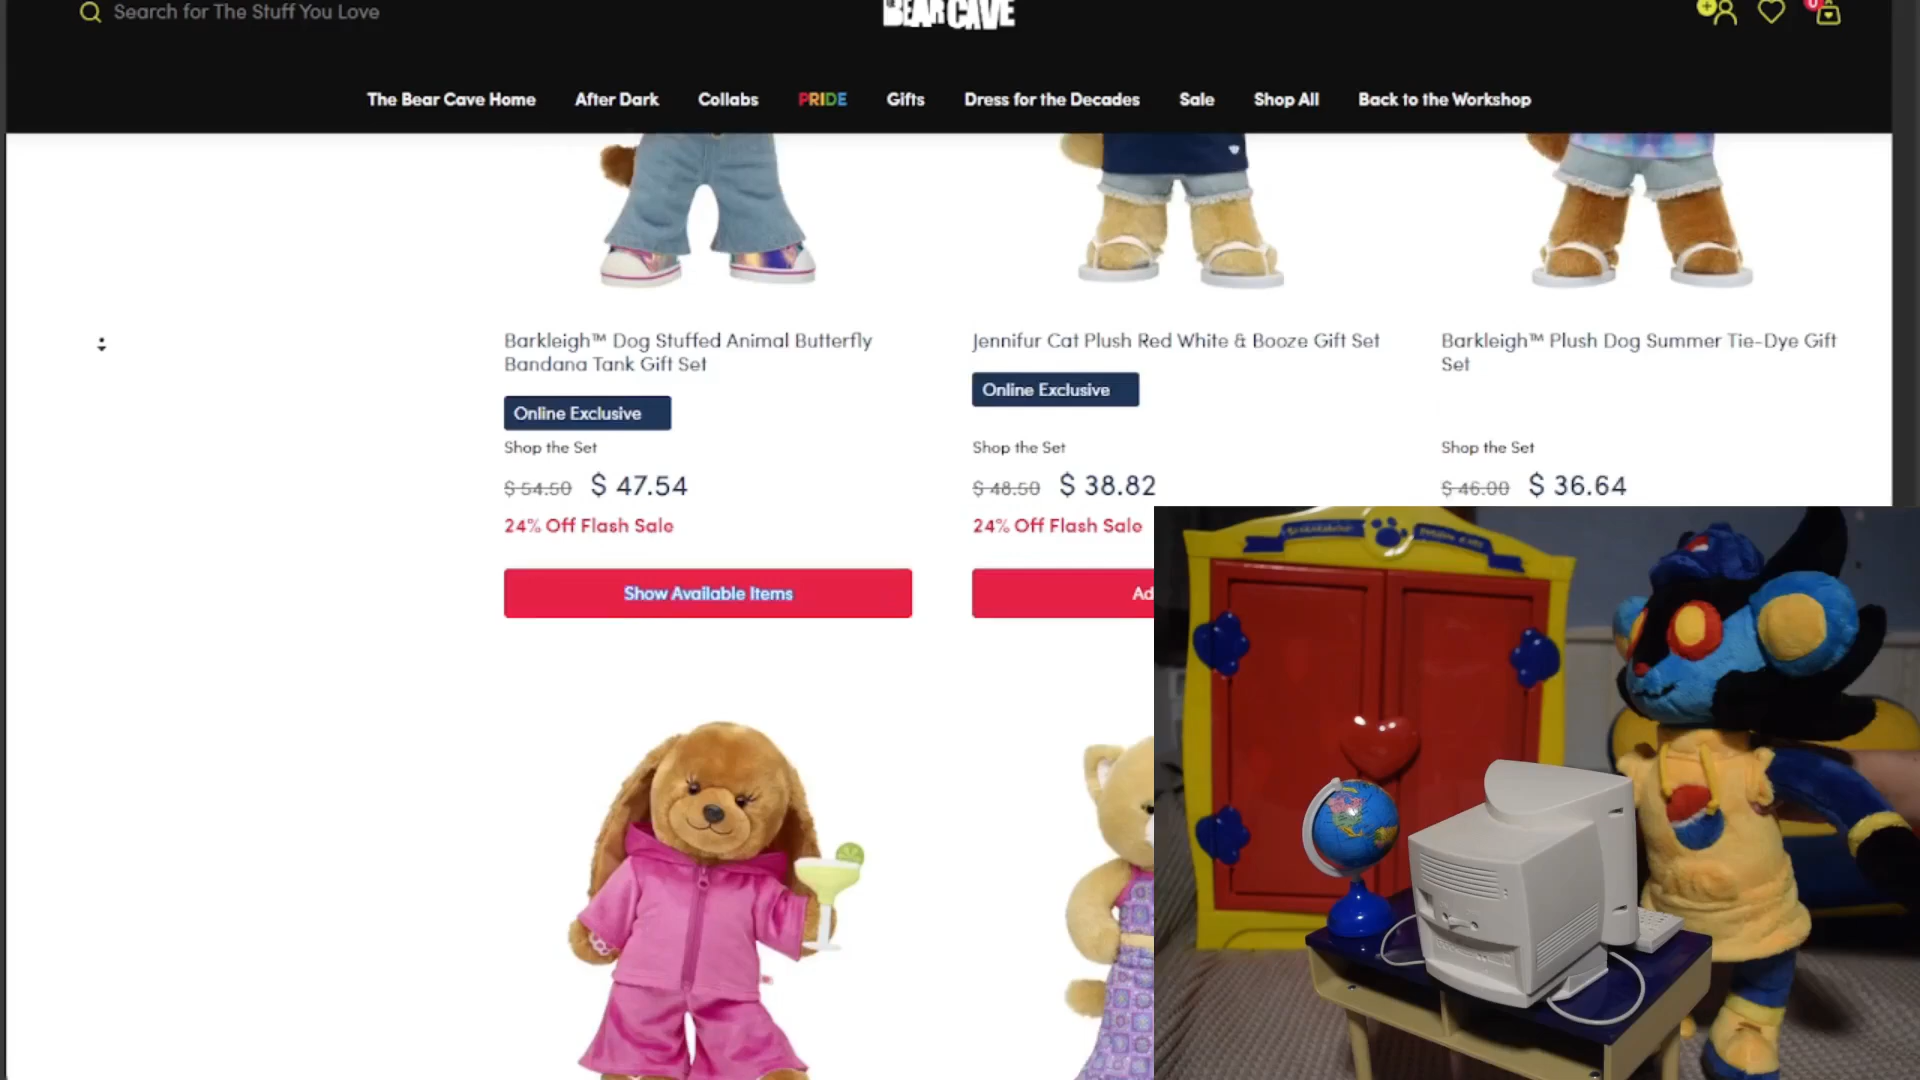 Search for The Stuff You Love
BEAR CAVE
0
The Bear Cave Home After Dark Collabs PRIDE Gifts Dress for the Decades Sale Shop All Back to the Workshop
Barkleigh™ Dog Stuffed Animal Butterfly
Bandana Tank Gift Set
Online Exclusive
Shop the Set
$ 54.50 $ 47.54
24% Off Flash Sale
Show Available Items
Jennifur Cat Plush Red White & Booze Gift Set
Online Exclusive
Shop the Set
$ 48.50 $ 38.82
24% Off Flash Sale
Ad
Barkleigh™ Plush Dog Summer Tie-Dye Gift
Set
Shop the Set
$ 46.00 $ 36.64